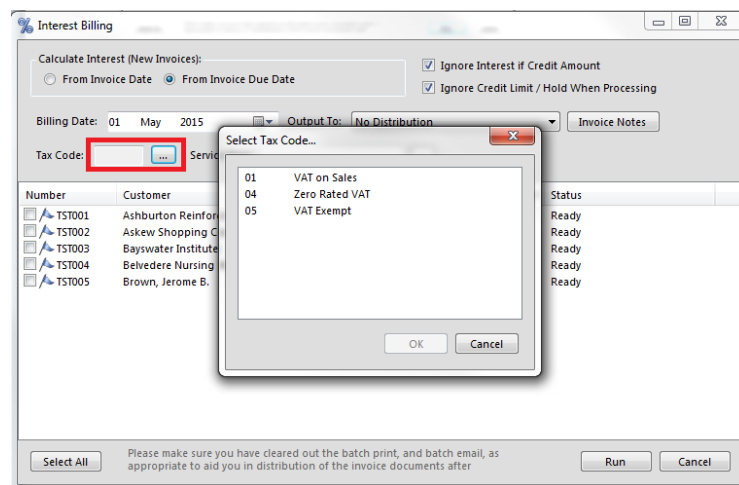 Interest Billing
Calculate Interest (New Invoices):
From Invoice Date From Invoice Due Date
Ignore Interest if Credit Amount
Ignore Credit Limit / Hold When Processing
Billing Date: 01 May 2015 Output To: No Distribution Invoice Notes
Tax Code: ... Servic
Select Tax Code...
01 VAT on Sales
04 Zero Rated VAT
05 VAT Exempt
OK Cancel
Number Customer Status
TST001 Ashburton Reinfor Ready
TST002 Askew Shopping C Ready
TST003 Bayswater Institute Ready
TST004 Belvedere Nursing Ready
TST005 Brown, Jerome B. Ready
Select All
Please make sure you have cleared out the batch print, and batch email, as
appropriate to aid you in distribution of the invoice documents after
Run Cancel